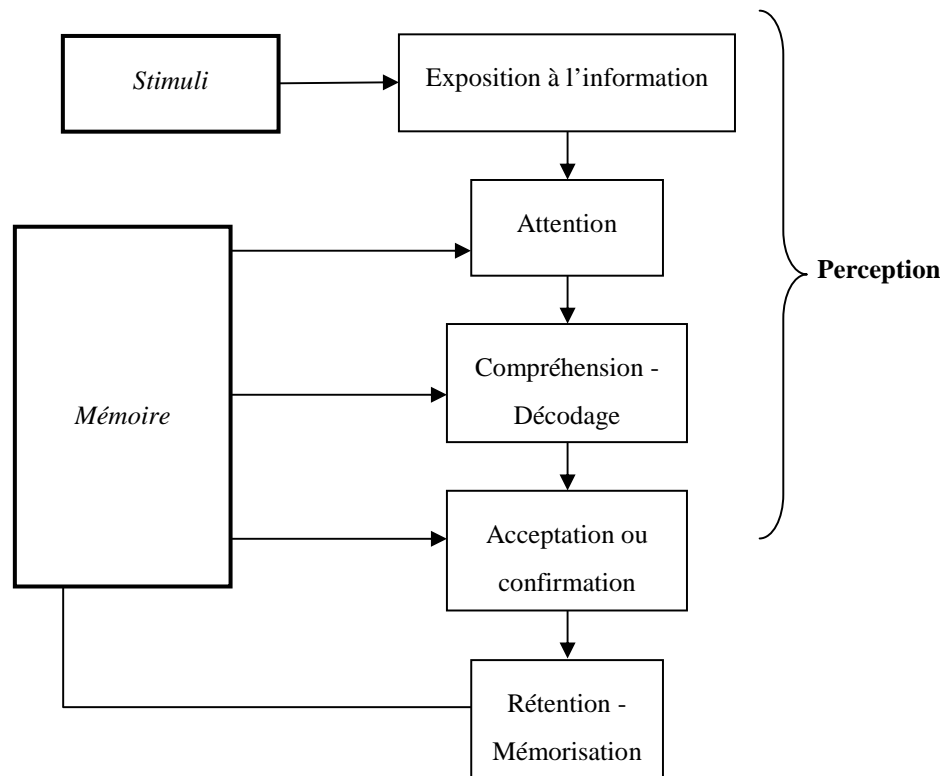 Stimuli
Exposition à l’information
Attention
Perception
Compréhension -
Décodage
Mémoire
Acceptation ou
confirmation
Rétention -
Mémorisation